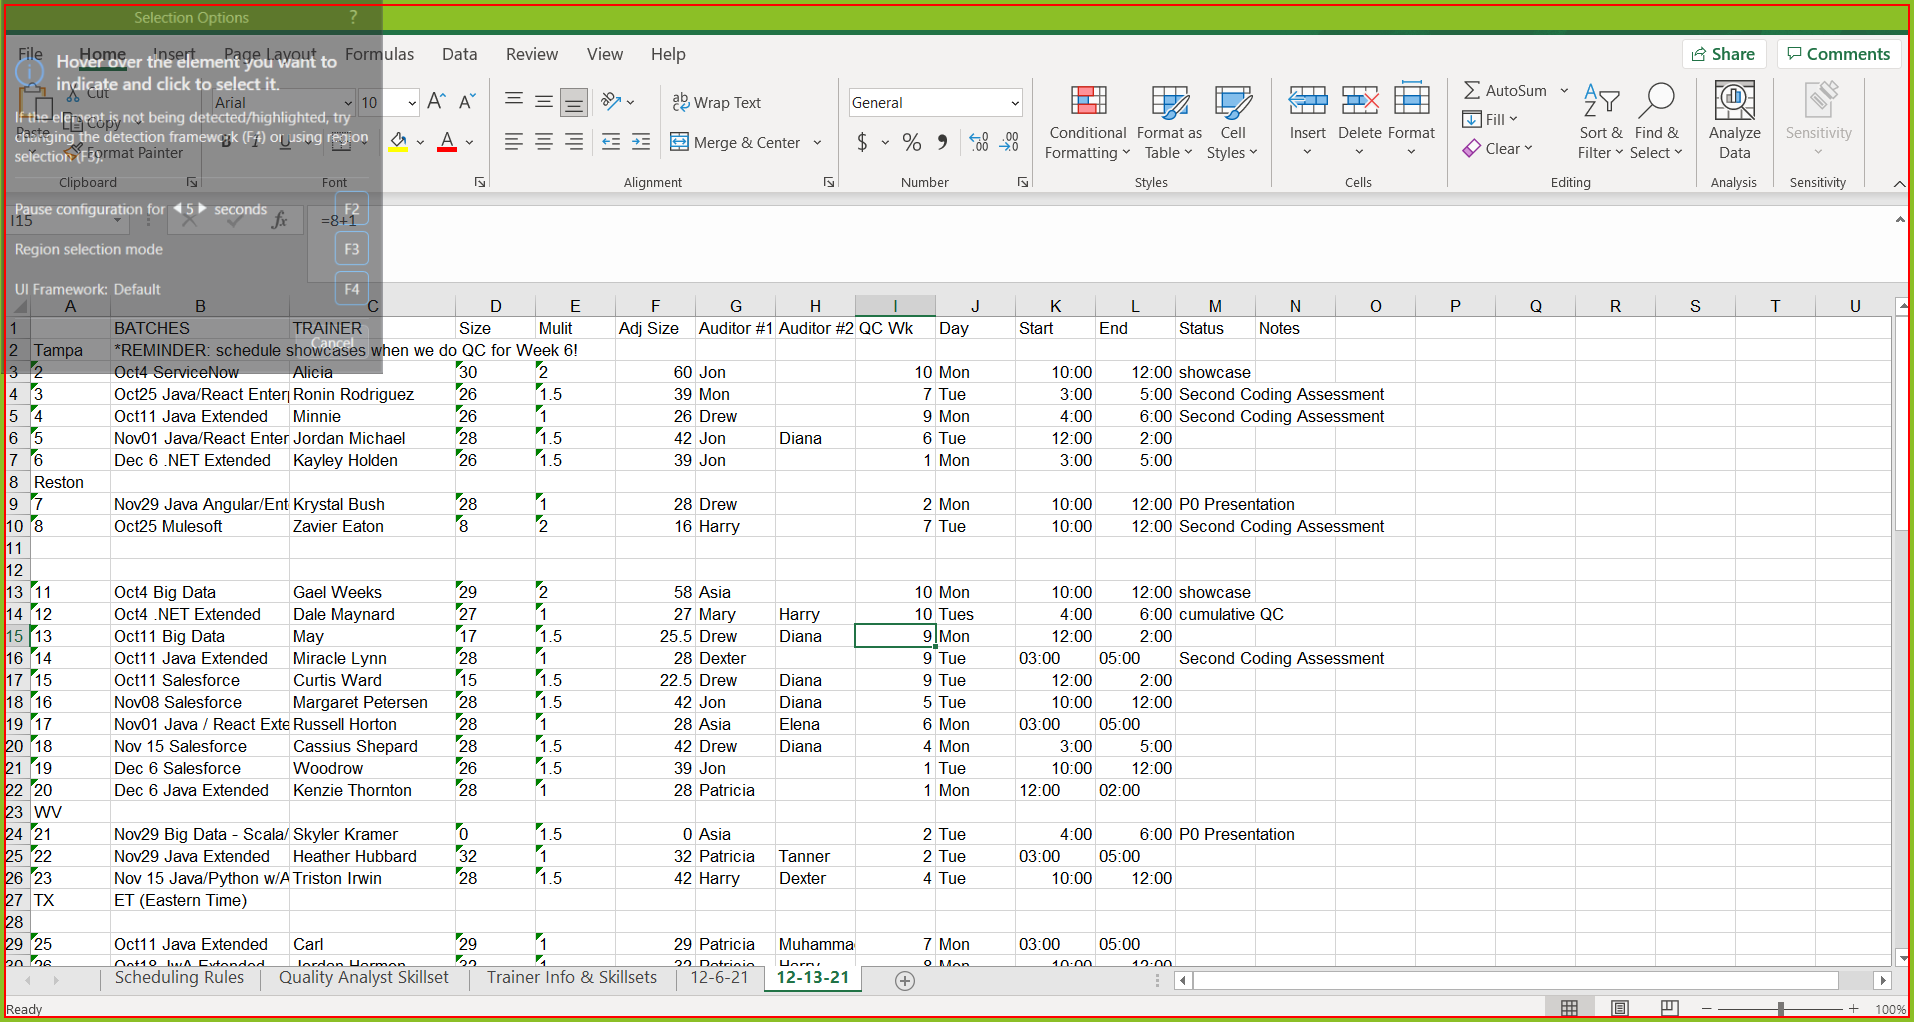 Selection Options ?
File Home Insert Page Layout Formulas Data Review View Help Share Comments
Hover over the element you want to
indicate and click to select it.
If the element is not being detected/highlighted, try
changing the detection framework (F4) or using region
selection (F3).
Pause configuration for 5 seconds F2
Region selection mode F3
UI Framework: Default F4
Cancel
Cut
Copy
Paste Format Painter
Clipboard
Arial 10
B I U A
Font
ab Wrap Text
Merge & Center
Alignment
General
$ % , .00 .00
Number
Conditional Formatting Format as Table Cell Styles
Styles
Insert Delete Format
Cells
AutoSum
Fill
Clear
Sort & Filter Find & Select
Editing
Analyze Data
Analysis
Sensitivity
Sensitivity
I15 fx =8+1
A B C D E F G H I J K L M N O P Q R S T U
1 BATCHES TRAINER Size Mulit Adj Size Auditor #1 Auditor #2 QC Wk Day Start End Status Notes
2 Tampa *REMINDER: schedule showcases when we do QC for Week 6!
3 2 Oct4 ServiceNow Alicia 30 2 60 Jon 10 Mon 10:00 12:00 showcase
4 3 Oct25 Java/React Enter Ronin Rodriguez 26 1.5 39 Mon 7 Tue 3:00 5:00 Second Coding Assessment
5 4 Oct11 Java Extended Minnie 26 1 26 Drew 9 Mon 4:00 6:00 Second Coding Assessment
6 5 Nov01 Java/React Enter Jordan Michael 28 1.5 42 Jon Diana 6 Tue 12:00 2:00
7 6 Dec 6 .NET Extended Kayley Holden 26 1.5 39 Jon 1 Mon 3:00 5:00
8 Reston
9 7 Nov29 Java Angular/Ent Krystal Bush 28 1 28 Drew 2 Mon 10:00 12:00 P0 Presentation
10 8 Oct25 Mulesoft Zavier Eaton 8 2 16 Harry 7 Tue 10:00 12:00 Second Coding Assessment
11
12
13 11 Oct4 Big Data Gael Weeks 29 2 58 Asia 10 Mon 10:00 12:00 showcase
14 12 Oct4 .NET Extended Dale Maynard 27 1 27 Mary Harry 10 Tues 4:00 6:00 cumulative QC
15 13 Oct11 Big Data May 17 1.5 25.5 Drew Diana 9 Mon 12:00 2:00
16 14 Oct11 Java Extended Miracle Lynn 28 1 28 Dexter 9 Tue 03:00 05:00 Second Coding Assessment
17 15 Oct11 Salesforce Curtis Ward 15 1.5 22.5 Drew Diana 9 Tue 12:00 2:00
18 16 Nov08 Salesforce Margaret Petersen 28 1.5 42 Jon Diana 5 Tue 10:00 12:00
19 17 Nov01 Java / React Exte Russell Horton 28 1 28 Asia Elena 6 Mon 03:00 05:00
20 18 Nov 15 Salesforce Cassius Shepard 28 1.5 42 Drew Diana 4 Mon 3:00 5:00
21 19 Dec 6 Salesforce Woodrow 26 1.5 39 Jon 1 Tue 10:00 12:00
22 20 Dec 6 Java Extended Kenzie Thornton 28 1 28 Patricia 1 Mon 12:00 02:00
23 WV
24 21 Nov29 Big Data - Scala/ Skyler Kramer 0 1.5 0 Asia 2 Tue 4:00 6:00 P0 Presentation
25 22 Nov29 Java Extended Heather Hubbard 32 1 32 Patricia Tanner 2 Tue 03:00 05:00
26 23 Nov 15 Java/Python w/A Triston Irwin 28 1.5 42 Harry Dexter 4 Tue 10:00 12:00
27 TX ET (Eastern Time)
28
29 25 Oct11 Java Extended Carl 29 1 29 Patricia Muhamma 7 Mon 03:00 05:00
30 26 Oct18 JwA Extended Jordan Harmon 32 1 32 Patricia Harry 8 Mon 10:00 12:00
Scheduling Rules Quality Analyst Skillset Trainer Info & Skillsets 12-6-21 12-13-21
Ready 100%